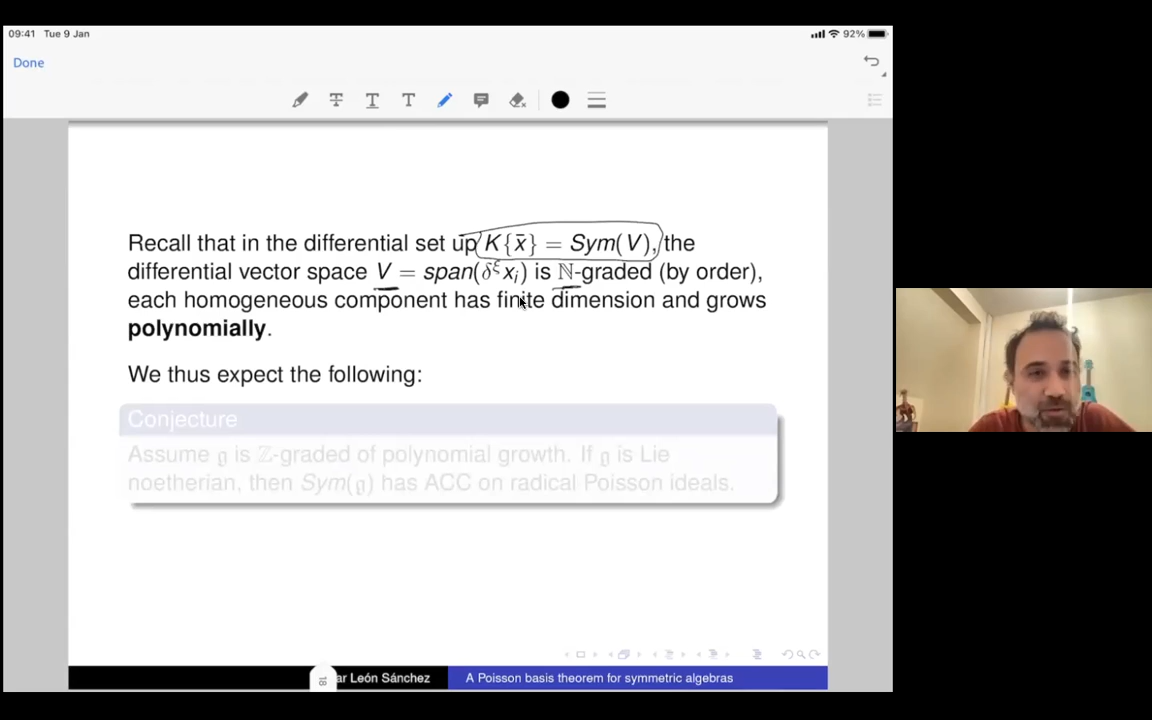 09:41 Tue 9 Jan 92%
Done
Recall that in the differential set up K{x̄} = Sym(V), the
differential vector space V = span(δ^ξ x_i) is ℕ-graded (by order),
each homogeneous component has finite dimension and grows
polynomially.
We thus expect the following:
Conjecture
Assume 𝔤 is ℤ-graded of polynomial growth. If 𝔤 is Lie
noetherian, then Sym(𝔤) has ACC on radical Poisson ideals.
ar León Sánchez A Poisson basis theorem for symmetric algebras